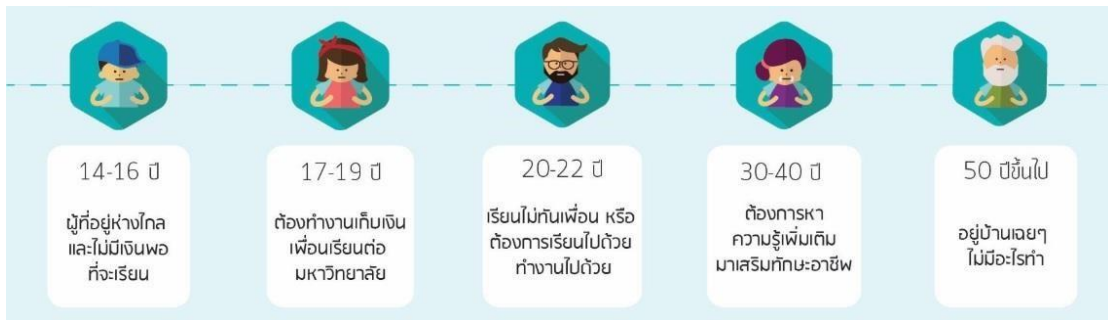 14-16 ปี
ผู้ที่อยู่ห่างไกล
และไม่มีเงินพอ
ที่จะเรียน
17-19 ปี
ต้องทำงานเก็บเงิน
เพื่อนเรียนต่อ
มหาวิทยาลัย
20-22 ปี
เรียนไม่ทันเพื่อน หรือ
ต้องการเรียนไปด้วย
ทำงานไปด้วย
30-40 ปี
ต้องการหา
ความรู้เพิ่มเติม
มาเสริมทักษะอาชีพ
50 ปีขึ้นไป
อยู่บ้านเฉยๆ
ไม่มีอะไรทำ